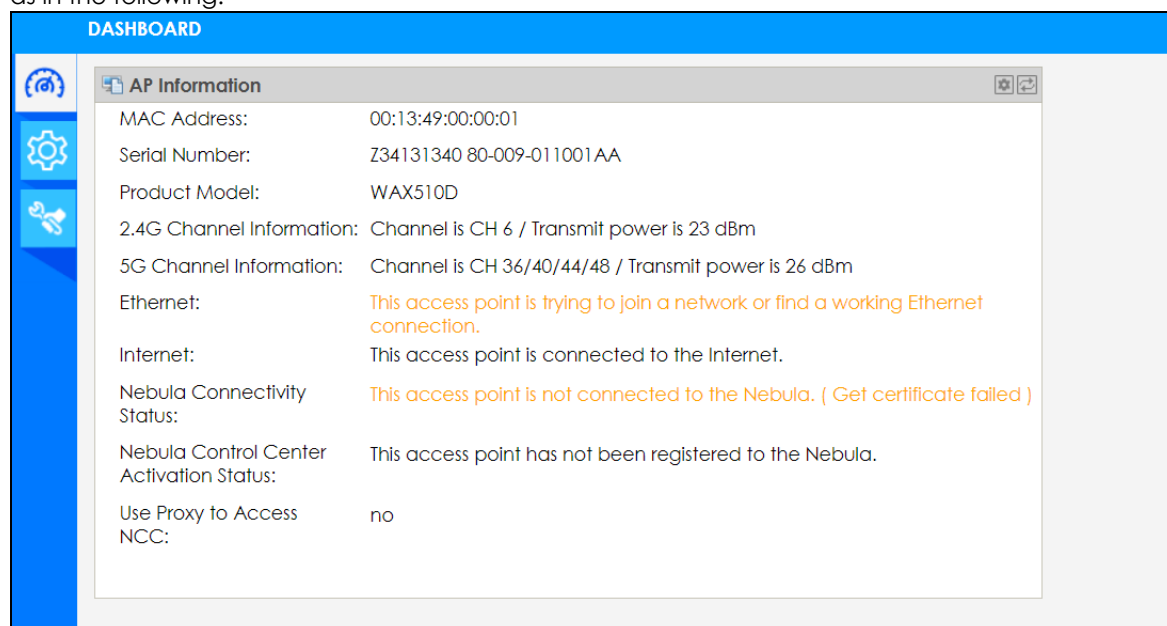 as in the following.
DASHBOARD
AP Information
MAC Address: 00:13:49:00:00:01
Serial Number: Z34131340 80-009-011001AA
Product Model: WAX510D
2.4G Channel Information: Channel is CH 6 / Transmit power is 23 dBm
5G Channel Information: Channel is CH 36/40/44/48 / Transmit power is 26 dBm
Ethernet: This access point is trying to join a network or find a working Ethernet
connection.
Internet: This access point is connected to the Internet.
Nebula Connectivity
Status:
This access point is not connected to the Nebula. ( Get certificate failed )
Nebula Control Center
Activation Status:
This access point has not been registered to the Nebula.
Use Proxy to Access
NCC:
no